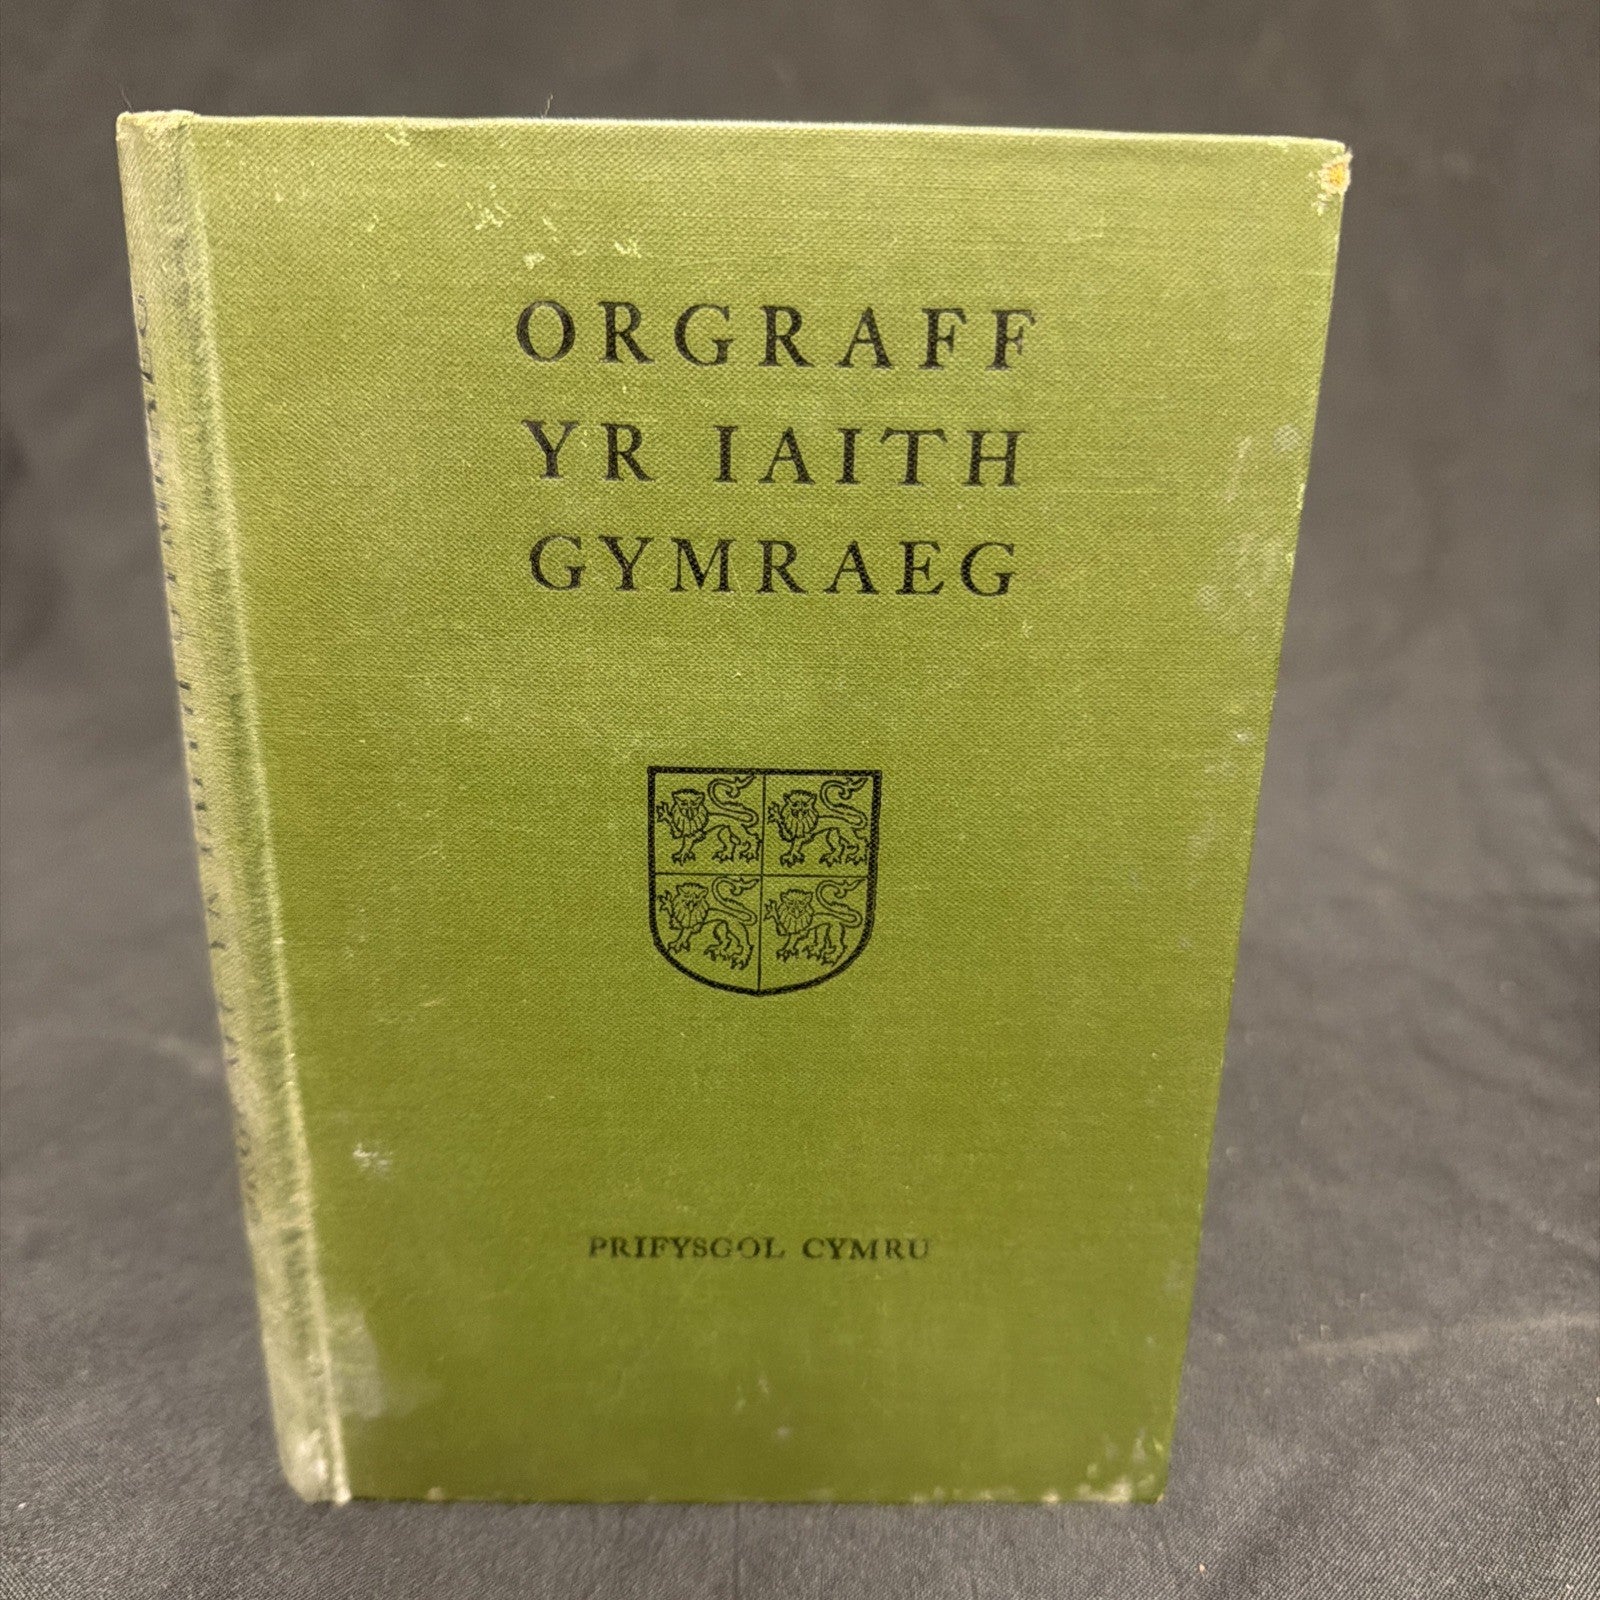 ORGRAFF
YR IAITH
GYMRAEG
PRIFYSGOL CYMRU